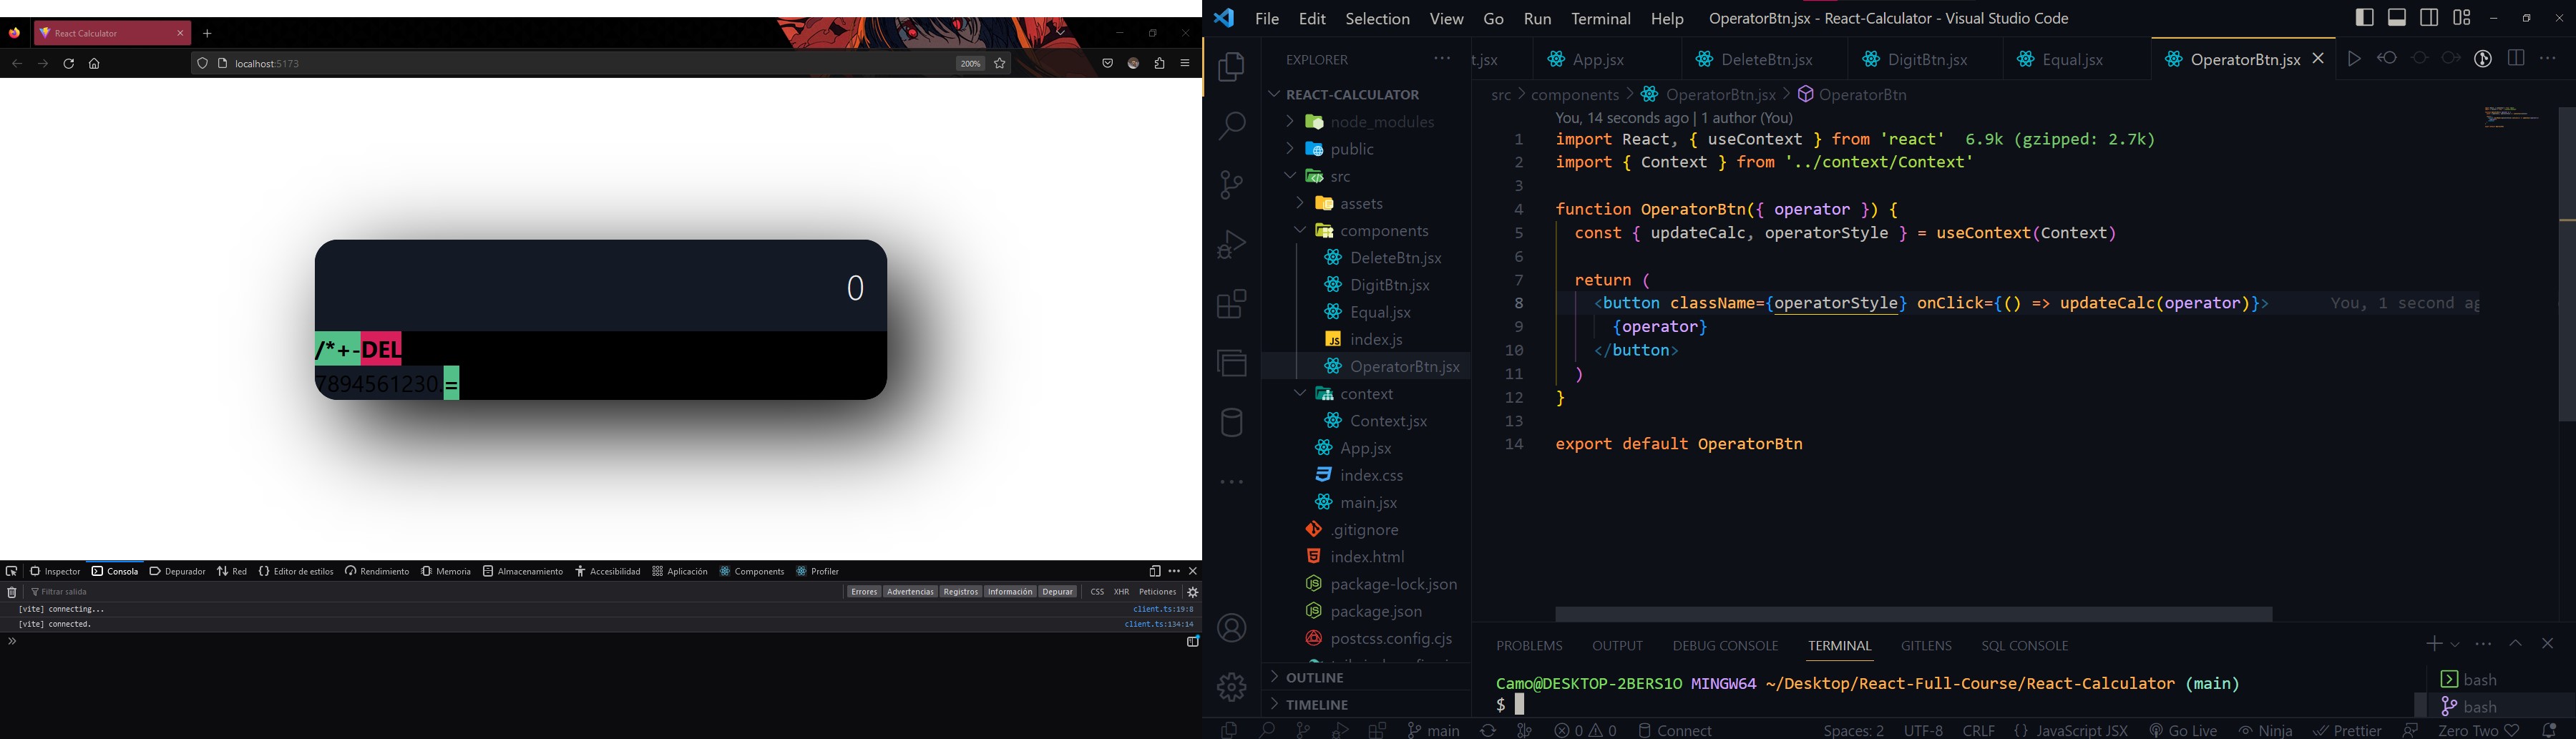 React Calculator
localhost:5173
200%
0
/*+-DEL
7894561230.=
Inspector Consola Depurador Red Editor de estilos Rendimiento Memoria Almacenamiento Accesibilidad Aplicación Components Profiler
Filtrar salida
Errores Advertencias Registros Información Depurar CSS XHR Peticiones
[vite] connecting... client.ts:19:8
[vite] connected. client.ts:134:14
File Edit Selection View Go Run Terminal Help OperatorBtn.jsx - React-Calculator - Visual Studio Code
EXPLORER
REACT-CALCULATOR
node_modules
public
src
assets
components
DeleteBtn.jsx
DigitBtn.jsx
Equal.jsx
index.js
OperatorBtn.jsx
context
Context.jsx
App.jsx
index.css
main.jsx
.gitignore
index.html
package-lock.json
package.json
postcss.config.cjs
OUTLINE
TIMELINE
t.jsx App.jsx DeleteBtn.jsx DigitBtn.jsx Equal.jsx OperatorBtn.jsx
src > components > OperatorBtn.jsx > OperatorBtn
You, 14 seconds ago | 1 author (You)
1 import React, { useContext } from 'react' 6.9k (gzipped: 2.7k)
2 import { Context } from '../context/Context'
3
4 function OperatorBtn({ operator }) {
5 const { updateCalc, operatorStyle } = useContext(Context)
6
7 return (
8 <button className={operatorStyle} onClick={() => updateCalc(operator)}> You, 1 second ag
9 {operator}
10 </button>
11 )
12 }
13
14 export default OperatorBtn
PROBLEMS OUTPUT DEBUG CONSOLE TERMINAL GITLENS SQL CONSOLE
Camo@DESKTOP-2BERS1O MINGW64 ~/Desktop/React-Full-Course/React-Calculator (main)
$
bash
bash
main 0 0 Connect Spaces: 2 UTF-8 CRLF {} JavaScript JSX Go Live Ninja Prettier Zero Two